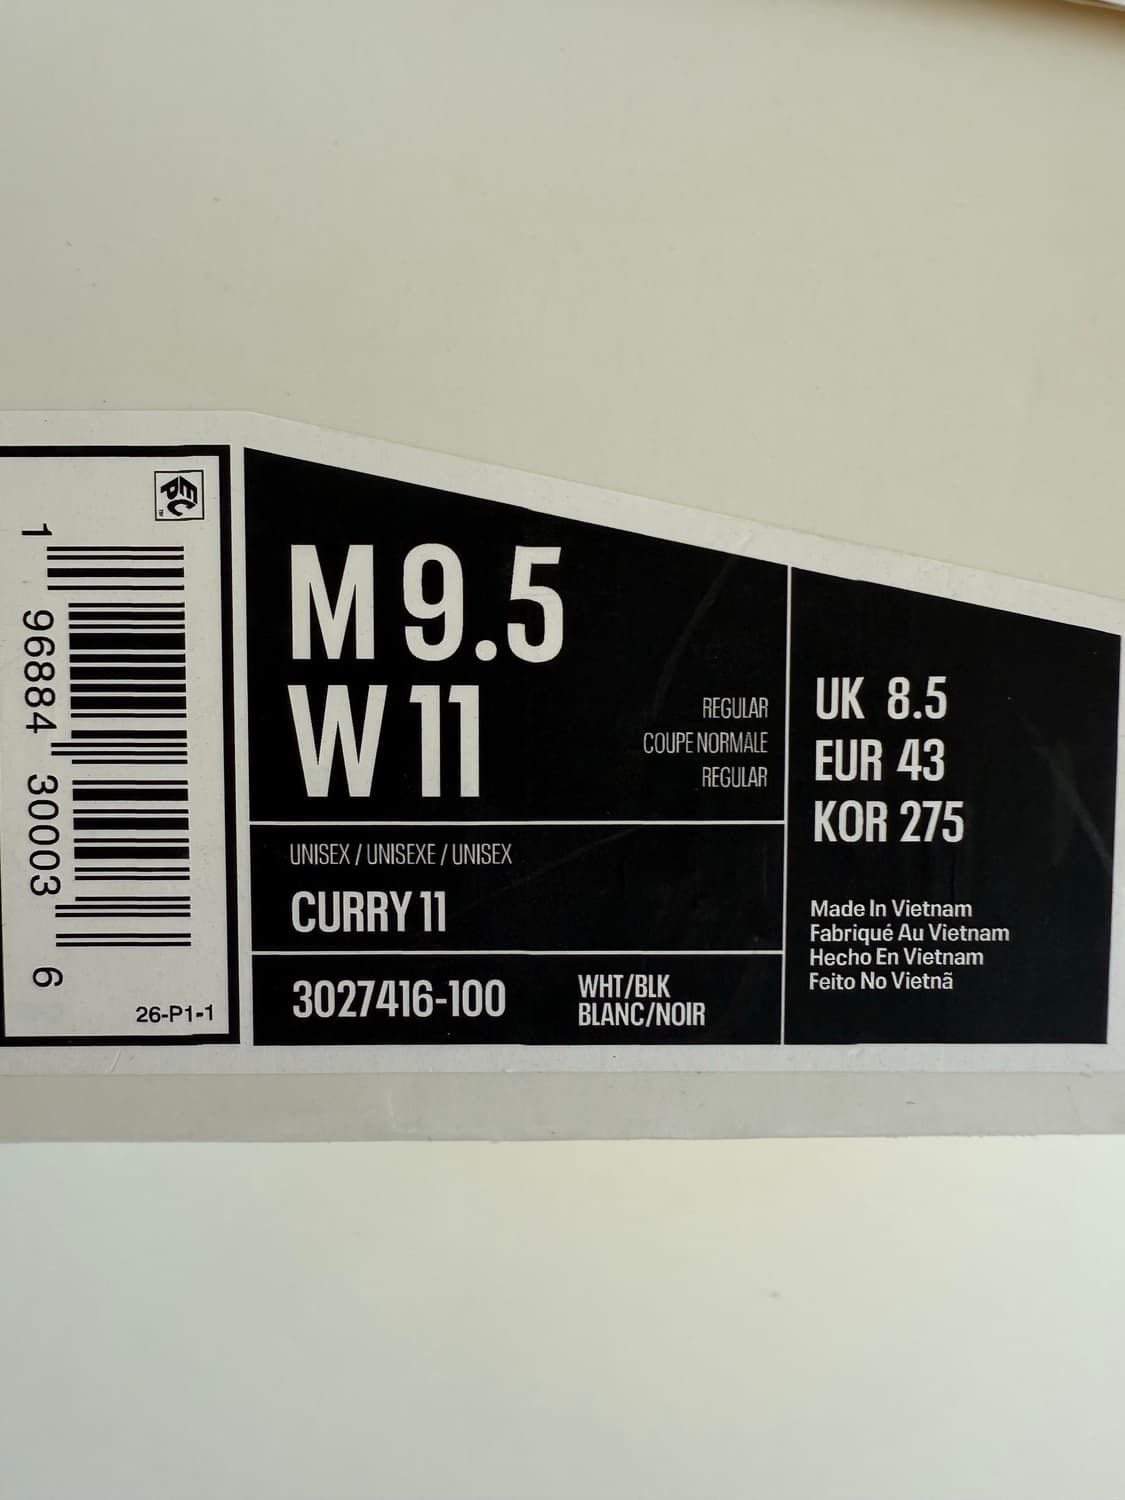 EC
P
TM
1 96884 30003 6
26-P1-1
M 9.5
W 11
REGULAR
COUPE NORMALE
REGULAR
UNISEX / UNISEXE / UNISEX
CURRY 11
3027416-100
WHT/BLK
BLANC/NOIR
UK 8.5
EUR 43
KOR 275
Made In Vietnam
Fabriqué Au Vietnam
Hecho En Vietnam
Feito No Vietnã